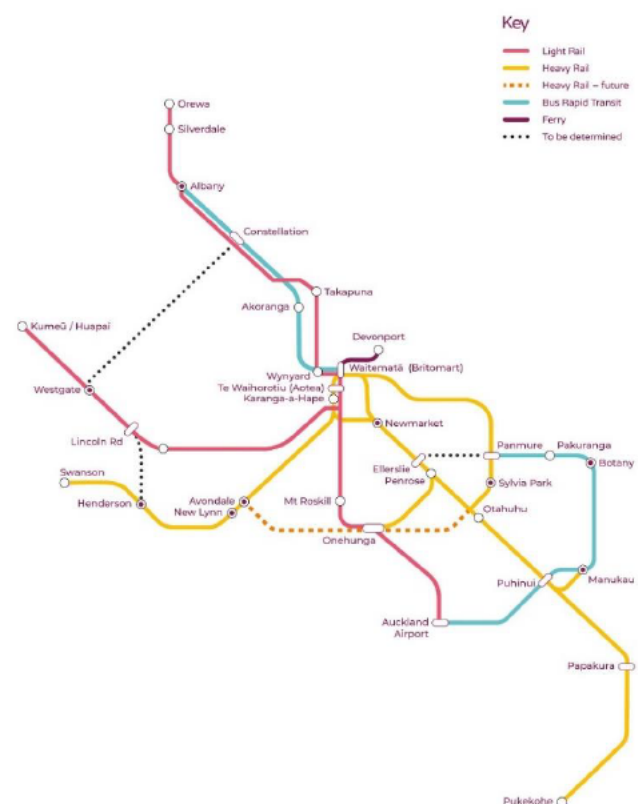 Key
Light Rail
Heavy Rail
Heavy Rail – future
Bus Rapid Transit
Ferry
To be determined
Orewa
Silverdale
Albany
Constellation
Takapuna
Akoranga
Devonport
Kumeū / Huapai
Wynyard
Waitematā (Britomart)
Te Waihorotiu (Aotea)
Karanga-a-Hape
Westgate
Newmarket
Lincoln Rd
Panmure
Pakuranga
Botany
Swanson
Ellerslie
Penrose
Sylvia Park
Henderson
Avondale
New Lynn
Mt Roskill
Otahuhu
Onehunga
Puhinui
Manukau
Auckland
Airport
Papakura
Pukekohe